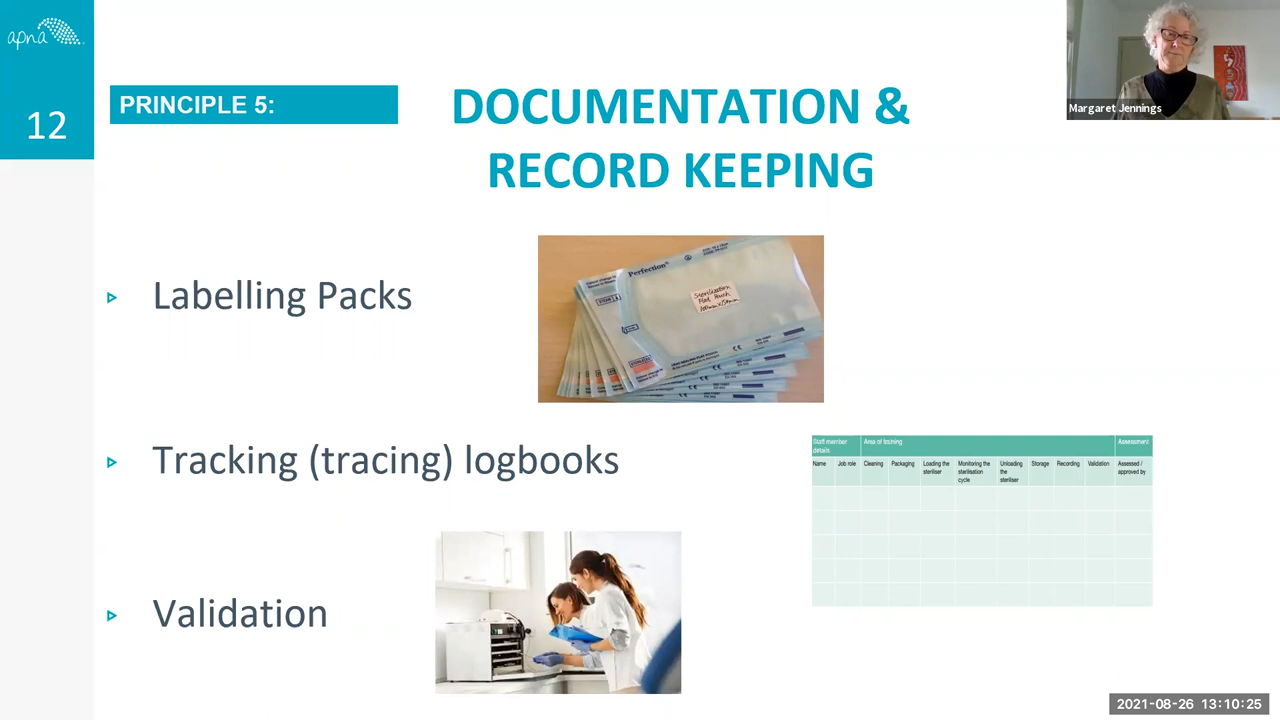 apna
12
PRINCIPLE 5:
DOCUMENTATION &
RECORD KEEPING
Margaret Jennings
Labelling Packs
Perfection
Sterilization
Tracking (tracing) logbooks
Staff member details
Area of training
Assessment
Name
Job role
Cleaning
Packaging
Loading the steriliser
Monitoring the sterilisation cycle
Unloading the steriliser
Storage
Recording
Validation
Assessed / approved by
Validation
2021-08-26 13:10:25